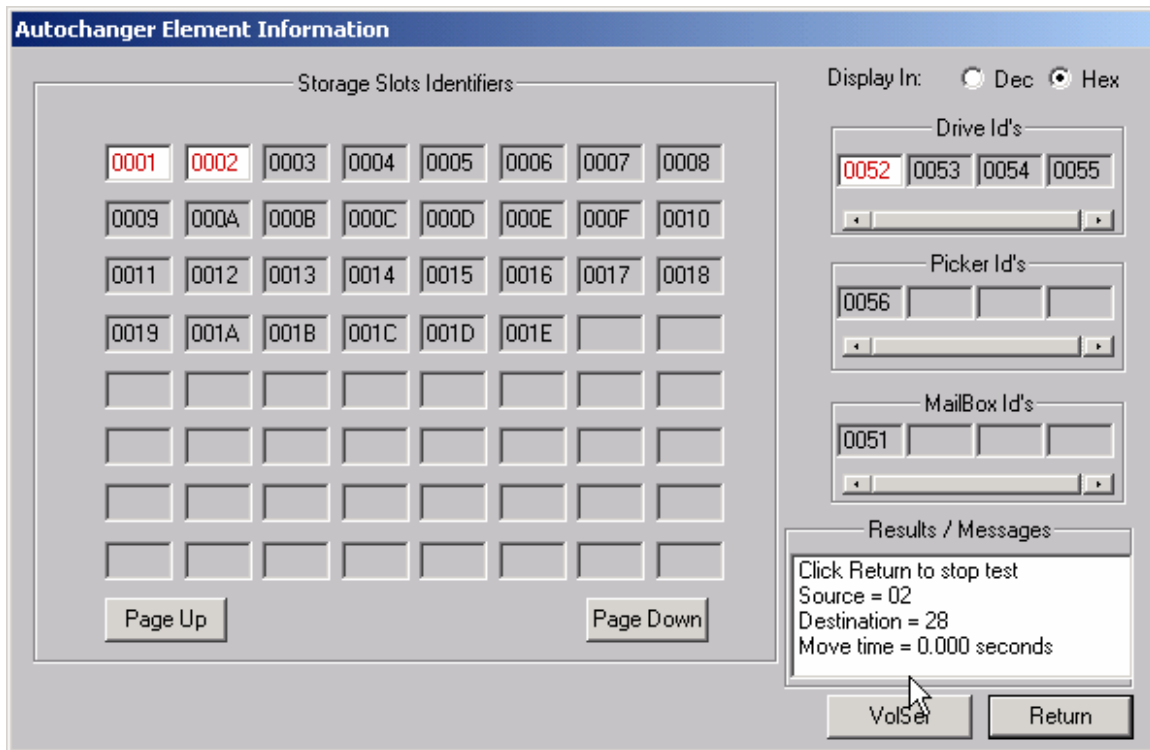 Autochanger Element Information
Storage Slots Identifiers
0001 0002 0003 0004 0005 0006 0007 0008
0009 000A 000B 000C 000D 000E 000F 0010
0011 0012 0013 0014 0015 0016 0017 0018
0019 001A 001B 001C 001D 001E
Page Up Page Down
Display In: Dec Hex
Drive Id's
0052 0053 0054 0055
Picker Id's
0056
MailBox Id's
0051
Results / Messages
Click Return to stop test
Source = 02
Destination = 28
Move time = 0.000 seconds
VolSer Return